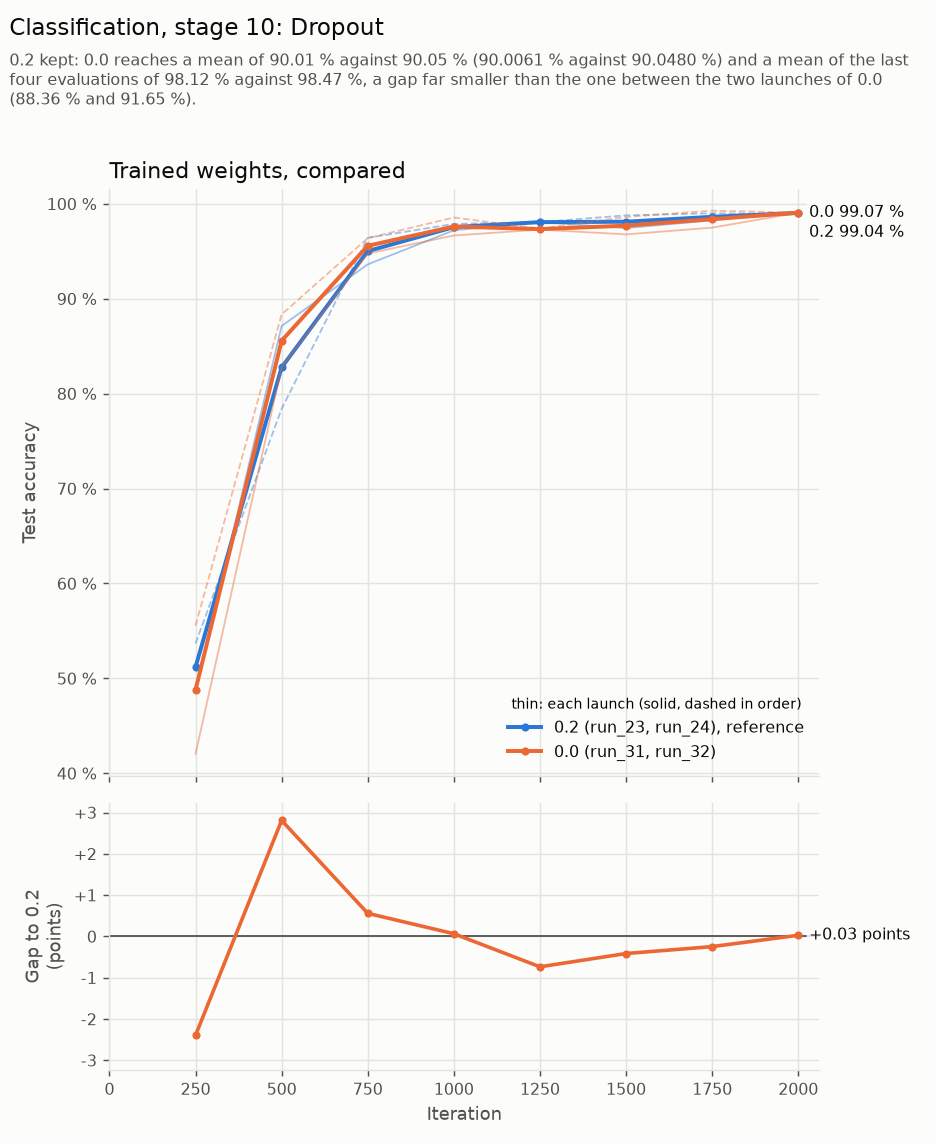 Classification, stage 10: Dropout
0.2 kept: 0.0 reaches a mean of 90.01 % against 90.05 % (90.0061 % against 90.0480 %) and a mean of the last
four evaluations of 98.12 % against 98.47 %, a gap far smaller than the one between the two launches of 0.0
(88.36 % and 91.65 %).
Trained weights, compared
100 %
90 %
80 %
70 %
60 %
50 %
40 %
Test accuracy
0.0 99.07 %
0.2 99.04 %
thin: each launch (solid, dashed in order)
0.2 (run_23, run_24), reference
0.0 (run_31, run_32)
+3
+2
+1
0
-1
-2
-3
Gap to 0.2
(points)
+0.03 points
0 250 500 750 1000 1250 1500 1750 2000
Iteration